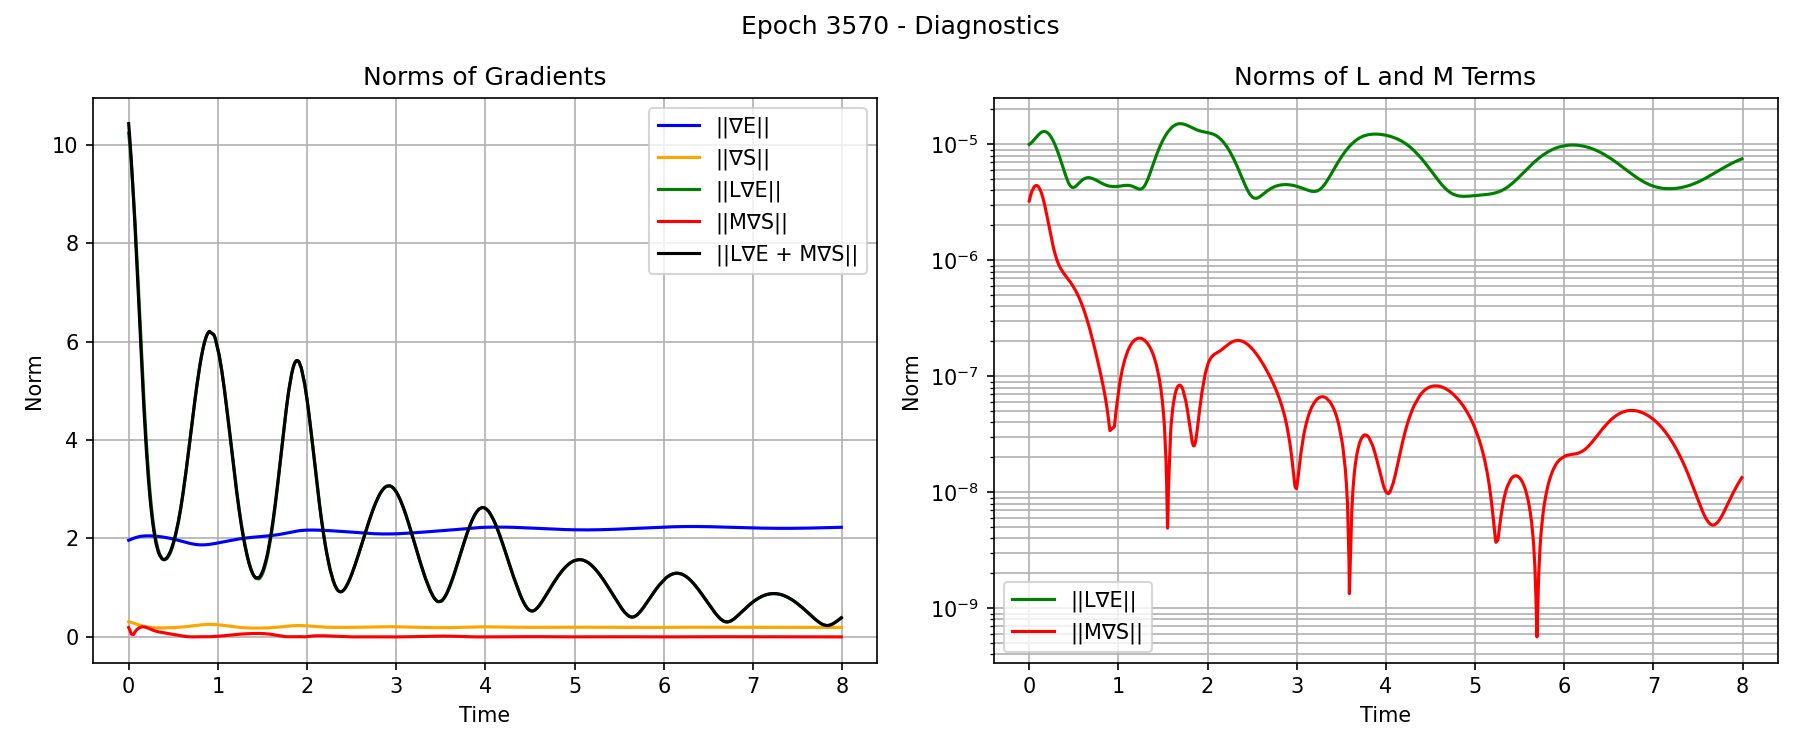 Epoch 3570 - Diagnostics
Norms of Gradients
Norm
10
8
6
4
2
0
0 1 2 3 4 5 6 7 8
Time
||∇E||
||∇S||
||L∇E||
||M∇S||
||L∇E + M∇S||
Norms of L and M Terms
Norm
10⁻⁵
10⁻⁶
10⁻⁷
10⁻⁸
10⁻⁹
0 1 2 3 4 5 6 7 8
Time
||L∇E||
||M∇S||